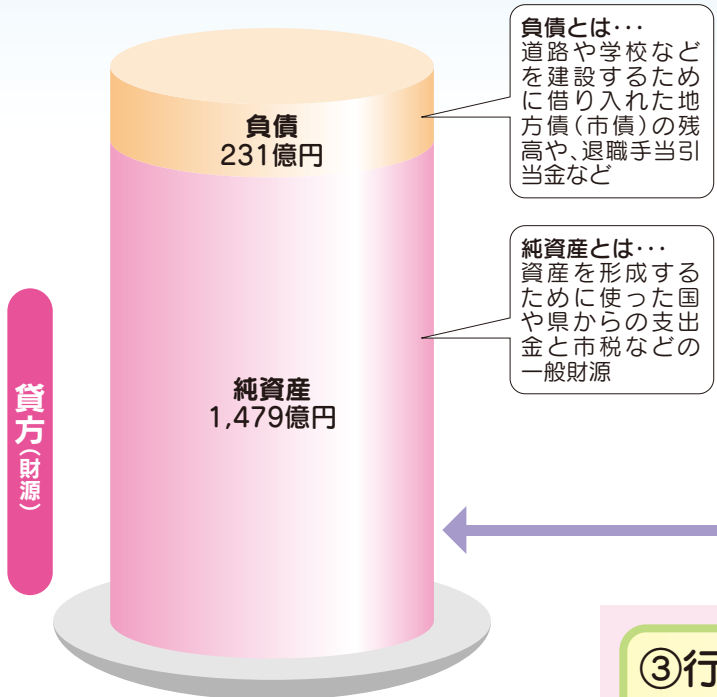 負債
231億円
負債とは･･･
道路や学校など
を建設するため
に借り入れた地
方債(市債)の残
高や、退職手当引
当金など
純資産とは･･･
資産を形成する
ために使った国
や県からの支出
金と市税などの
一般財源
貸方(財源)
純資産
1,479億円
③行